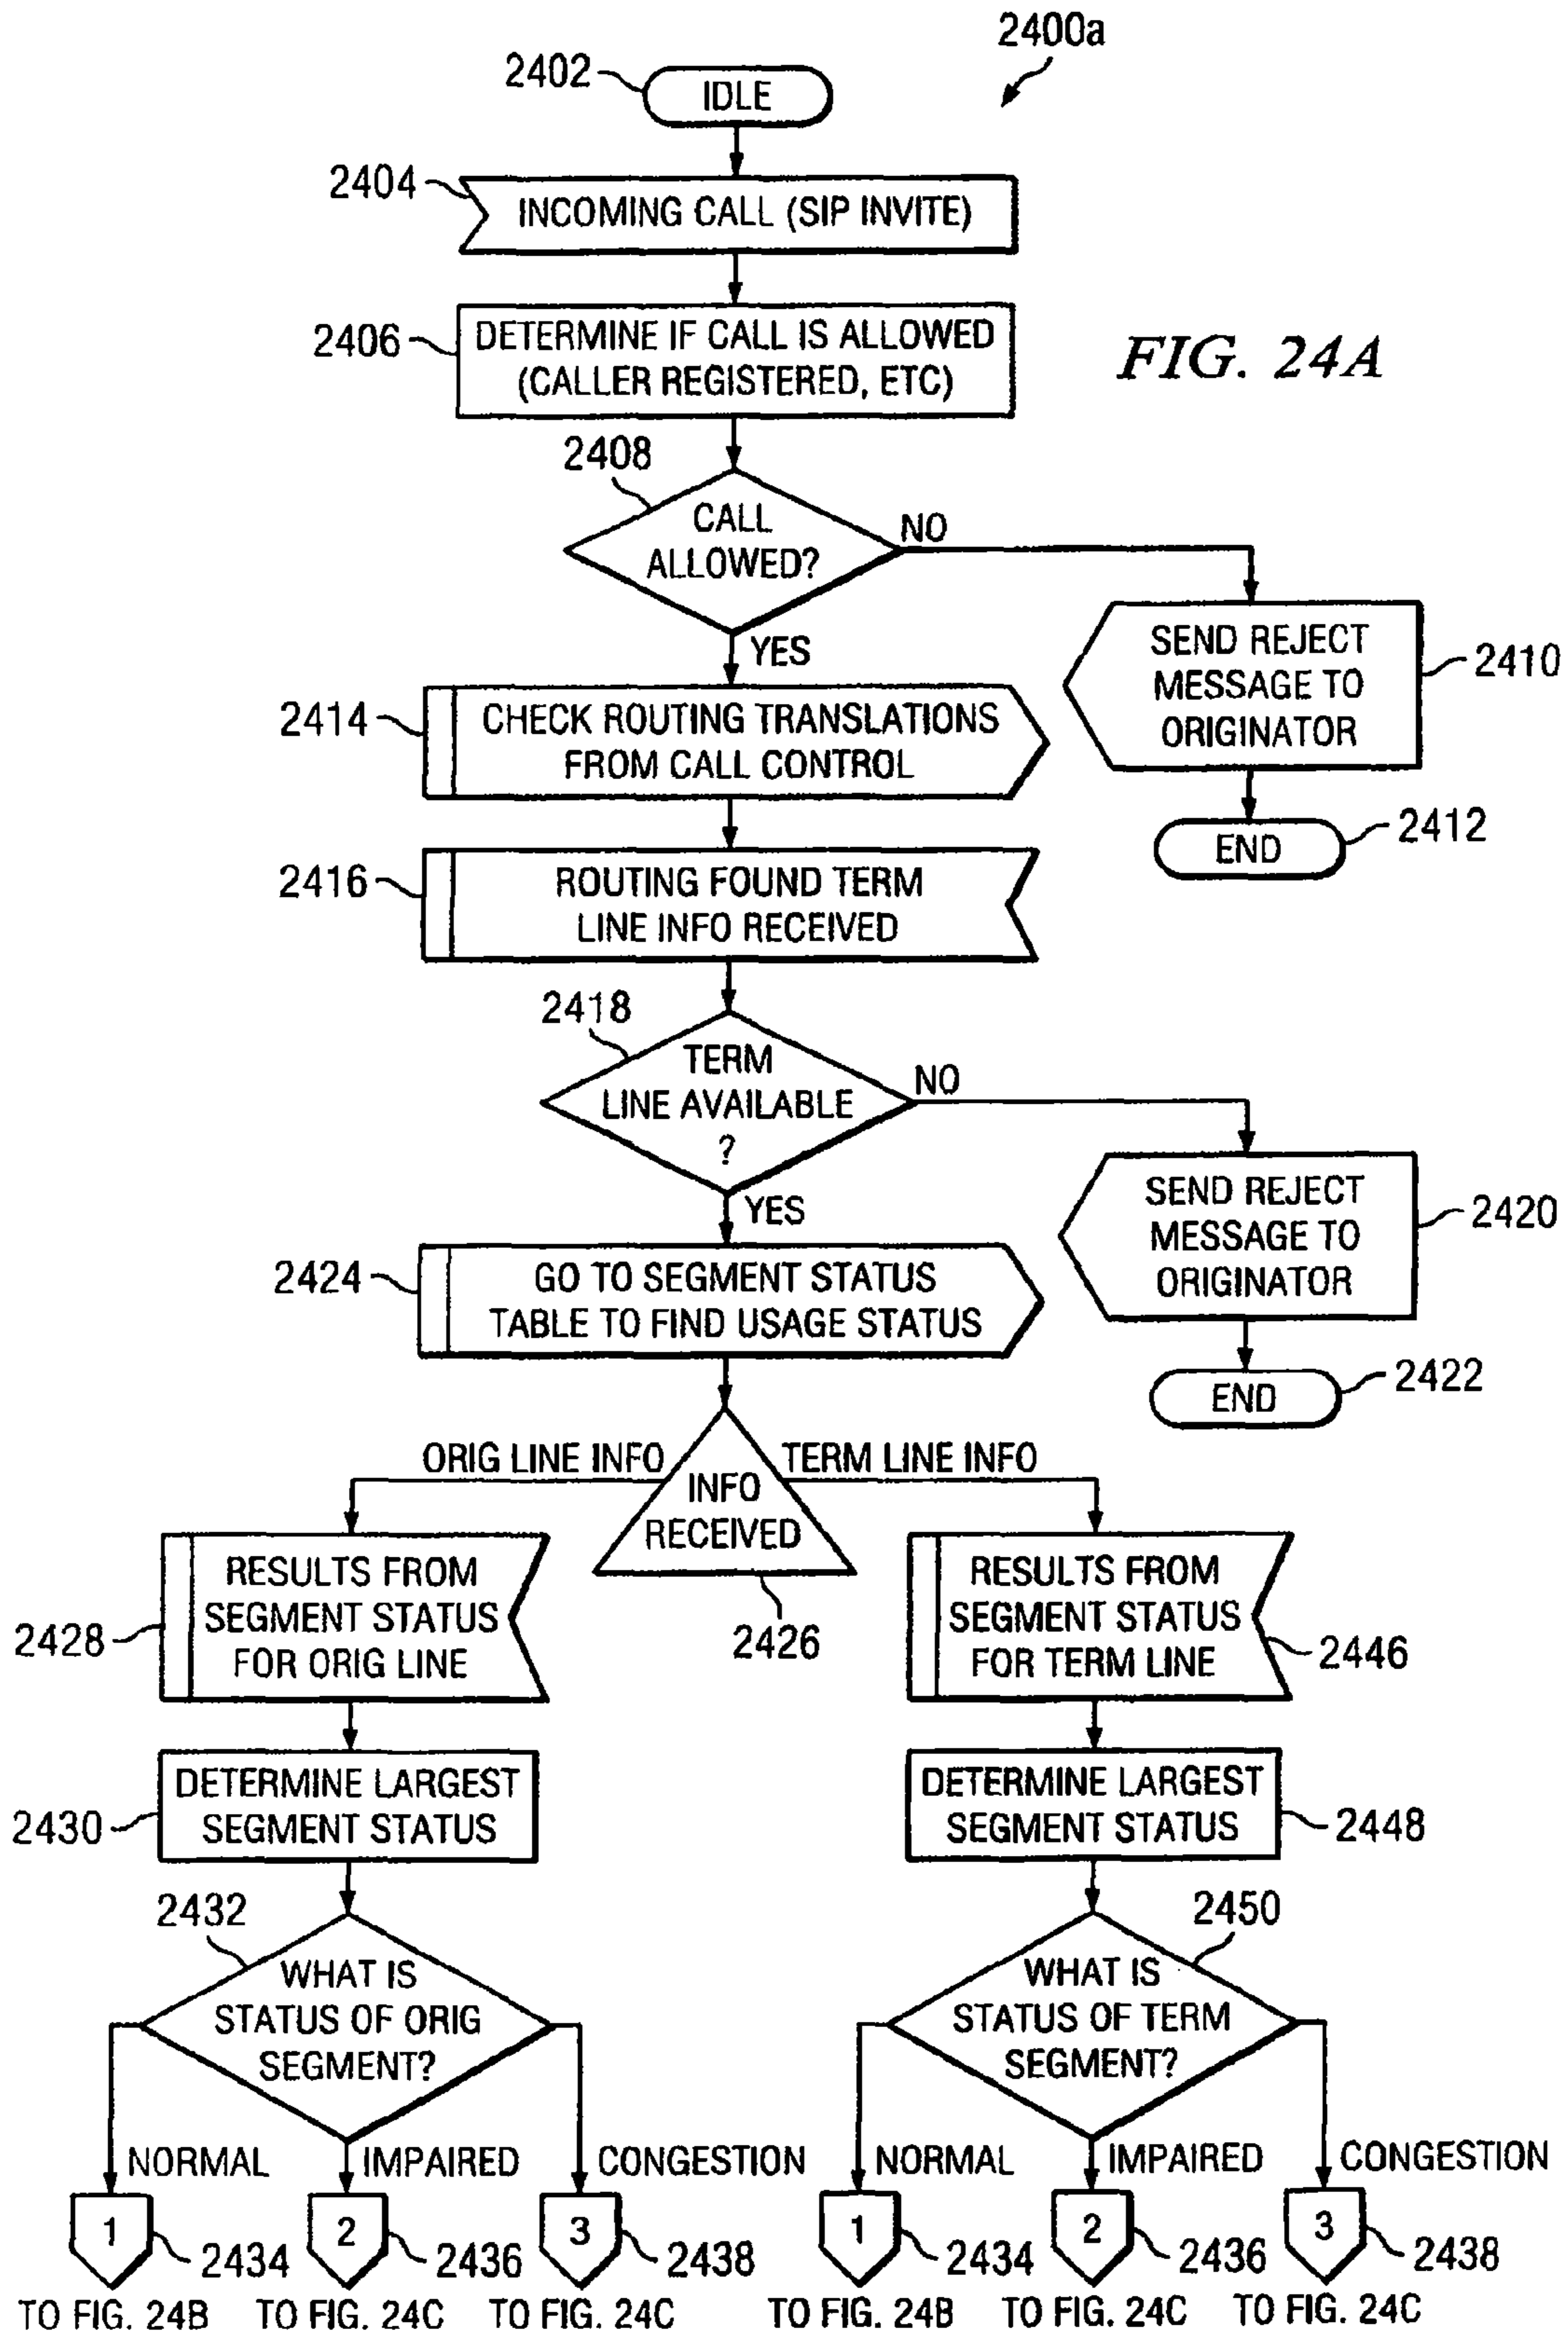 2400a
2402
IDLE
2404
INCOMING CALL (SIP INVITE)
2406
DETERMINE IF CALL IS ALLOWED
(CALLER REGISTERED, ETC)
FIG. 24A
2408
CALL
ALLOWED?
NO
YES
SEND REJECT
MESSAGE TO
ORIGINATOR
2410
2414
CHECK ROUTING TRANSLATIONS
FROM CALL CONTROL
END
2412
2416
ROUTING FOUND TERM
LINE INFO RECEIVED
2418
TERM
LINE AVAILABLE
?
NO
YES
SEND REJECT
MESSAGE TO
ORIGINATOR
2420
2424
GO TO SEGMENT STATUS
TABLE TO FIND USAGE STATUS
END
2422
ORIG LINE INFO
TERM LINE INFO
INFO
RECEIVED
2426
2428
RESULTS FROM
SEGMENT STATUS
FOR ORIG LINE
RESULTS FROM
SEGMENT STATUS
FOR TERM LINE
2446
2430
DETERMINE LARGEST
SEGMENT STATUS
DETERMINE LARGEST
SEGMENT STATUS
2448
2432
WHAT IS
STATUS OF ORIG
SEGMENT?
2450
WHAT IS
STATUS OF TERM
SEGMENT?
NORMAL
IMPAIRED
CONGESTION
NORMAL
IMPAIRED
CONGESTION
1
2434
2
2436
3
2438
1
2434
2
2436
3
2438
TO FIG. 24B
TO FIG. 24C
TO FIG. 24C
TO FIG. 24B
TO FIG. 24C
TO FIG. 24C